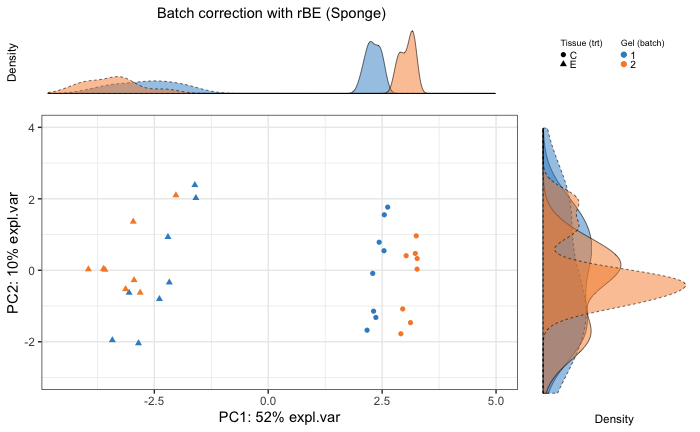 Batch correction with rBE (Sponge)
Density
Tissue (trt)
C
E
Gel (batch)
1
2
4
2
0
-2
PC2: 10% expl.var
-2.5
0.0
2.5
5.0
PC1: 52% expl.var
Density